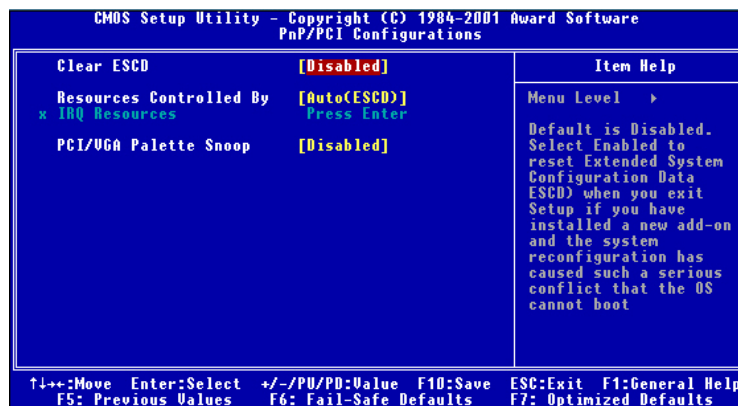 CMOS Setup Utility - Copyright (C) 1984-2001 Award Software
PnP/PCI Configurations
Clear ESCD [Disabled]
Resources Controlled By [Auto(ESCD)]
x IRQ Resources Press Enter
PCI/VGA Palette Snoop [Disabled]
Item Help
Menu Level ▸
Default is Disabled.
Select Enabled to
reset Extended System
Configuration Data
ESCD) when you exit
Setup if you have
installed a new add-on
and the system
reconfiguration has
caused such a serious
conflict that the OS
cannot boot
↑↓→←:Move Enter:Select +/-/PU/PD:Value F10:Save ESC:Exit F1:General Help
F5: Previous Values F6: Fail-Safe Defaults F7: Optimized Defaults